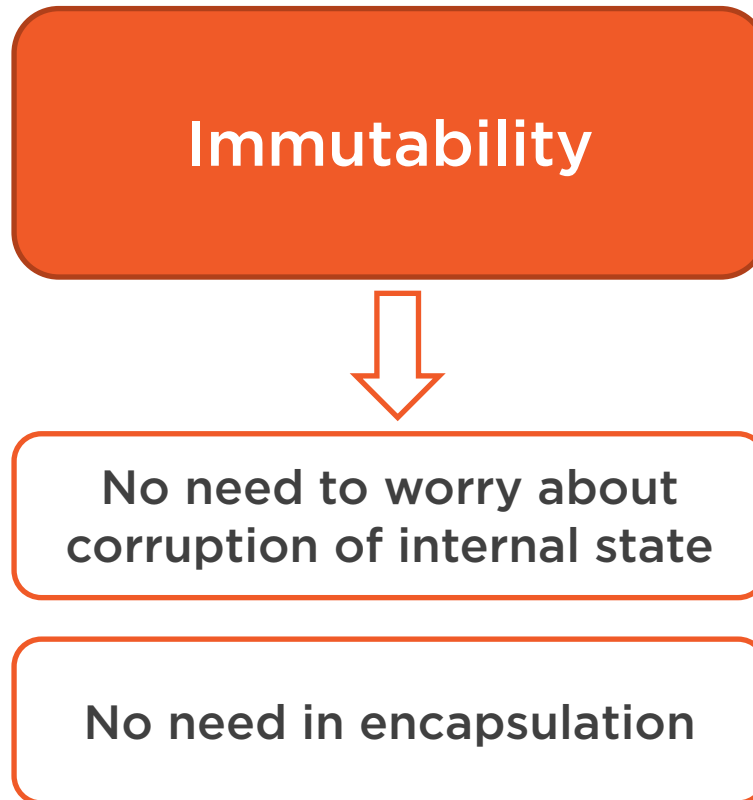 Immutability
No need to worry about
corruption of internal state
No need in encapsulation